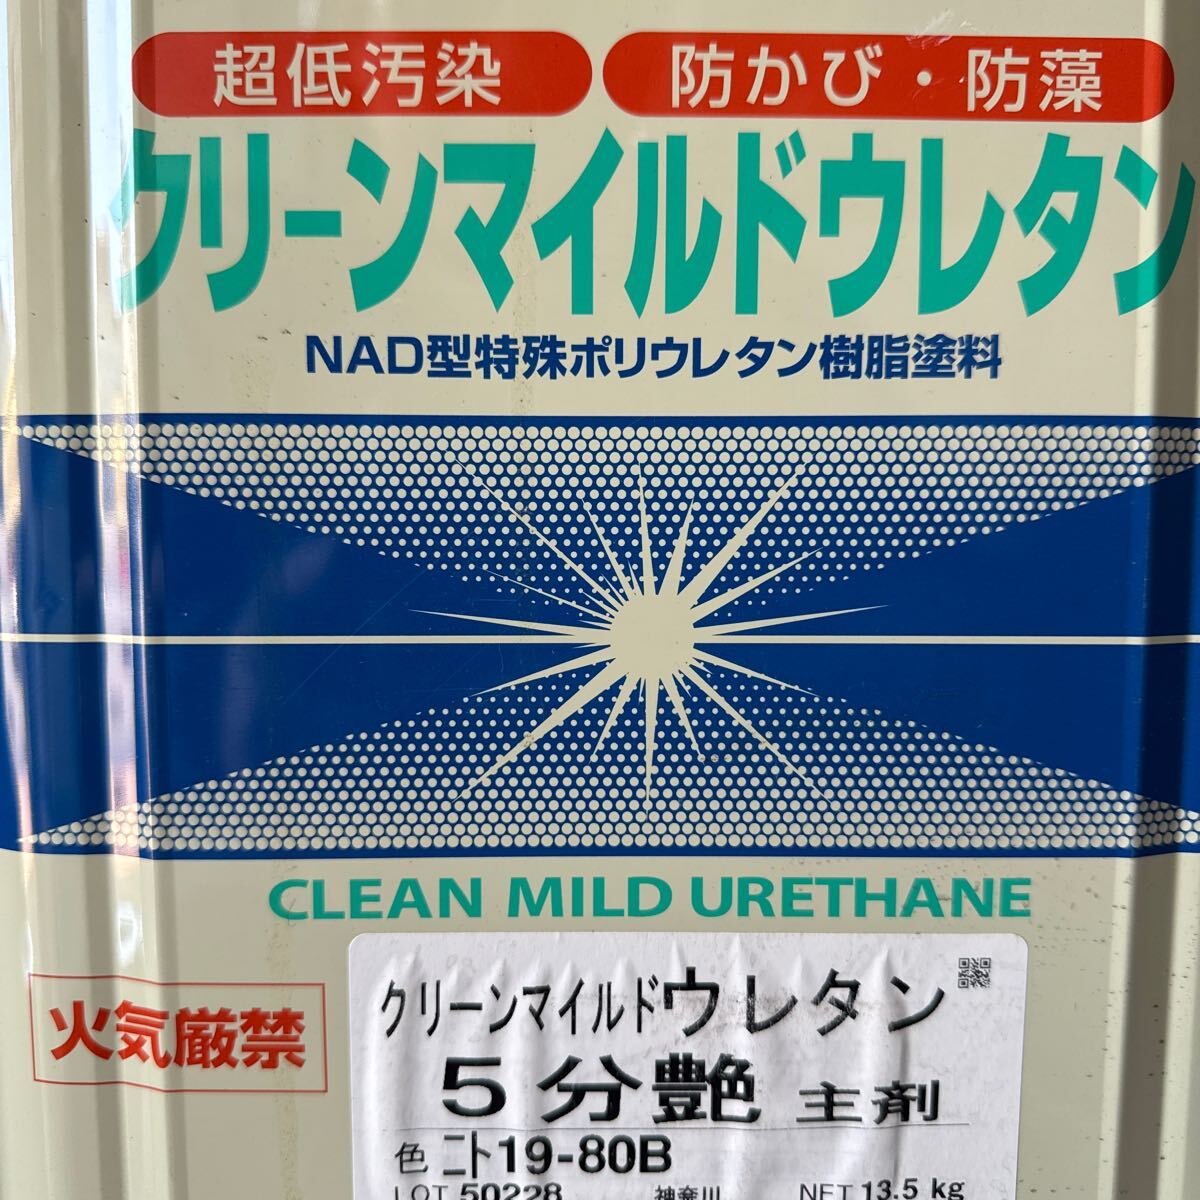 超低汚染 防かび・防藻
クリーンマイルドウレタン
NAD型特殊ポリウレタン樹脂塗料
CLEAN MILD URETHANE
火気厳禁
クリーンマイルドウレタン
5分艶 主剤
色 ニト19-80B
LOT 50228 神奈川 NET 13.5 kg